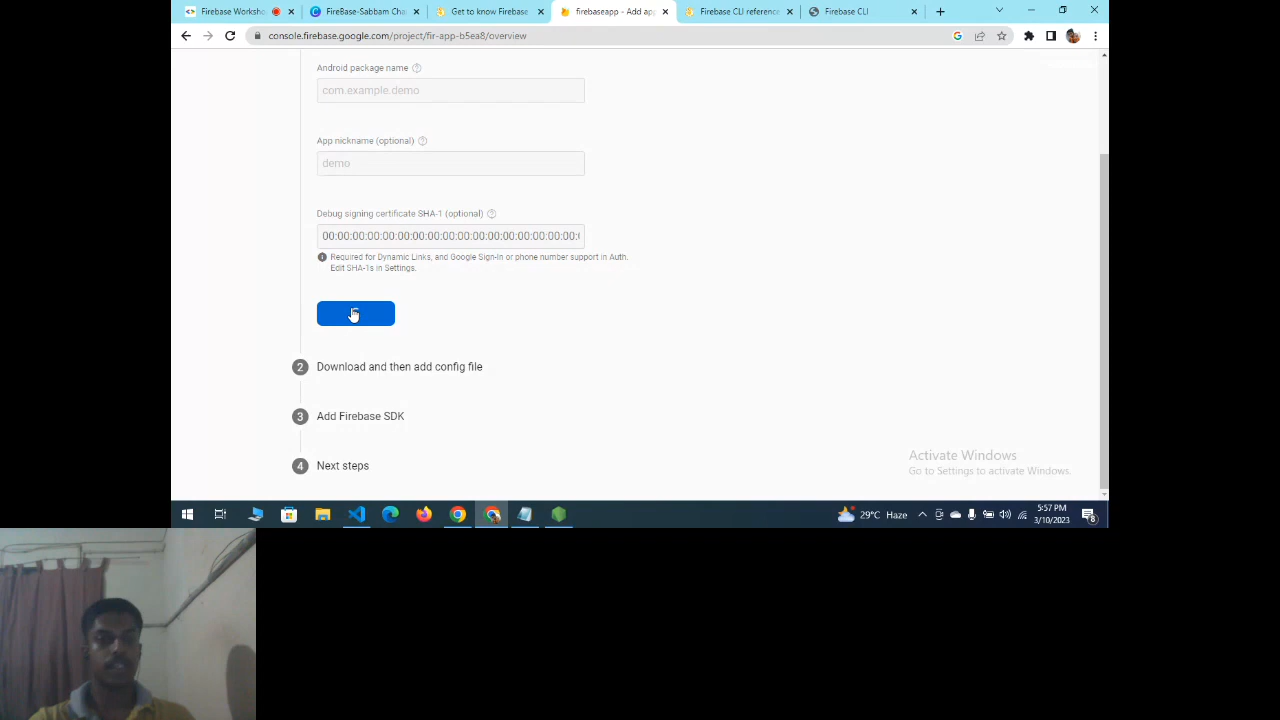 Firebase Worksho
FireBase-Sabbam Cha
Get to know Firebase
firebaseapp - Add ap
Firebase CLI reference
Firebase CLI
console.firebase.google.com/project/fir-app-b5ea8/overview
Android package name
com.example.demo
App nickname (optional)
demo
Debug signing certificate SHA-1 (optional)
00:00:00:00:00:00:00:00:00:00:00:00:00:00:00:00:00:
Required for Dynamic Links, and Google Sign-In or phone number support in Auth.
Edit SHA-1s in Settings.
2 Download and then add config file
3 Add Firebase SDK
4 Next steps
Activate Windows
Go to Settings to activate Windows.
29°C Haze
5:57 PM
3/10/2023
8